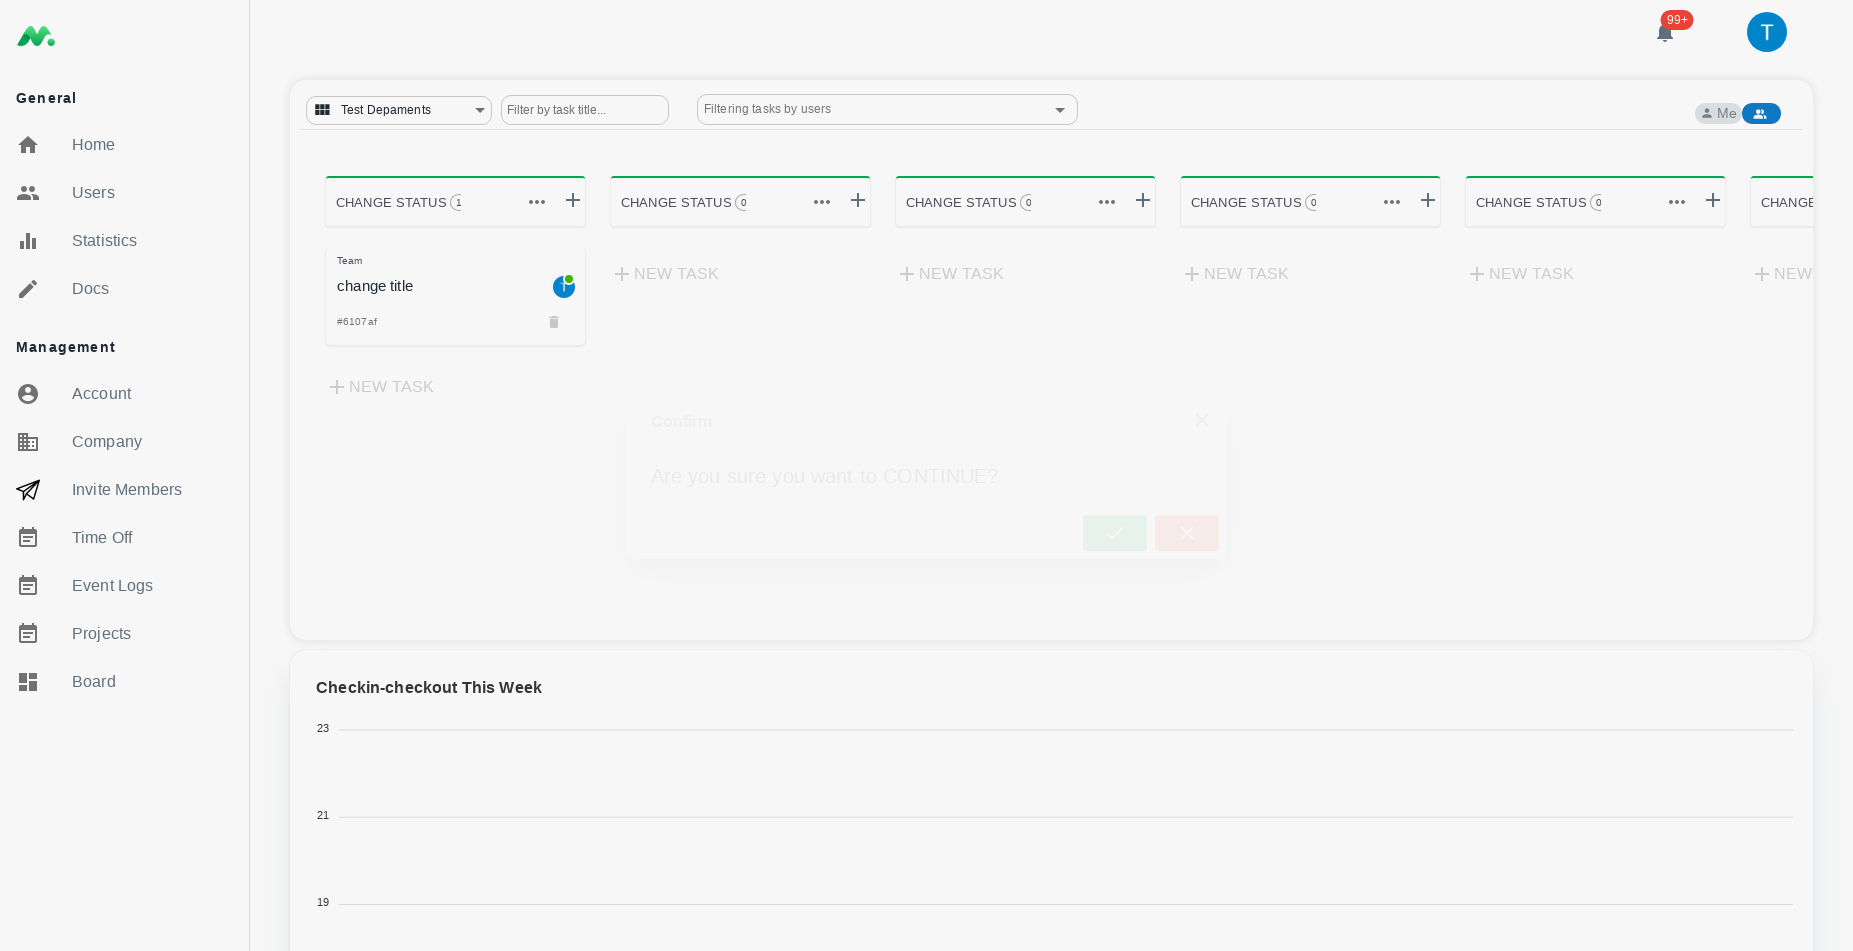 99+
T
General
Home
Users
Statistics
Docs
Management
Account
Company
Invite Members
Time Off
Event Logs
Projects
Board
Test Depaments
Filter by task title...
Filtering tasks by users
Me
CHANGE STATUS 1
CHANGE STATUS 0
CHANGE STATUS 0
CHANGE STATUS 0
CHANGE STATUS 0
CHANGE
Team
change title
T
#6107af
NEW TASK
NEW TASK
NEW TASK
NEW TASK
NEW TASK
NEW
Confirm
Are you sure you want to CONTINUE?
Checkin-checkout This Week
23
21
19